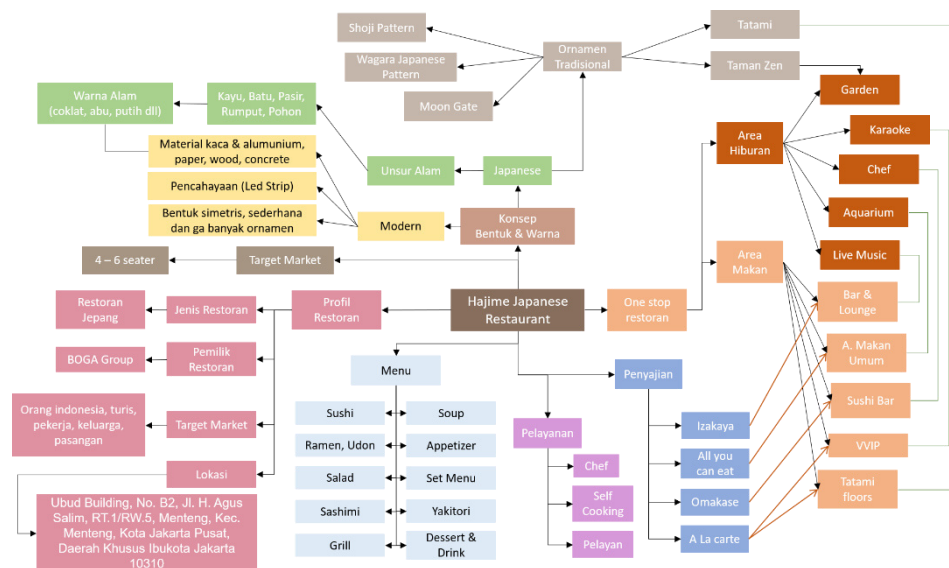 Shoji Pattern
Wagara Japanese
Pattern
Moon Gate
Ornamen
Tradisional
Tatami
Taman Zen
Warna Alam
(coklat, abu, putih dll)
Kayu, Batu, Pasir,
Rumput, Pohon
Material kaca & alumunium,
paper, wood, concrete
Pencahayaan (Led Strip)
Bentuk simetris, sederhana
dan ga banyak ornamen
Unsur Alam
Japanese
Modern
Konsep
Bentuk & Warna
4 – 6 seater
Target Market
Area
Hiburan
Garden
Karaoke
Chef
Aquarium
Live Music
Area
Makan
Bar &
Lounge
A. Makan
Umum
Sushi Bar
VVIP
Tatami
floors
Hajime Japanese
Restaurant
One stop
restoran
Profil
Restoran
Jenis Restoran
Restoran
Jepang
Pemilik
Restoran
BOGA Group
Target Market
Orang indonesia, turis,
pekerja, keluarga,
pasangan
Lokasi
Ubud Building, No. B2, Jl. H. Agus
Salim, RT.1/RW.5, Menteng, Kec.
Menteng, Kota Jakarta Pusat,
Daerah Khusus Ibukota Jakarta
10310
Menu
Sushi
Soup
Ramen, Udon
Appetizer
Salad
Set Menu
Sashimi
Yakitori
Grill
Dessert &
Drink
Pelayanan
Chef
Self
Cooking
Pelayan
Penyajian
Izakaya
All you
can eat
Omakase
A La carte